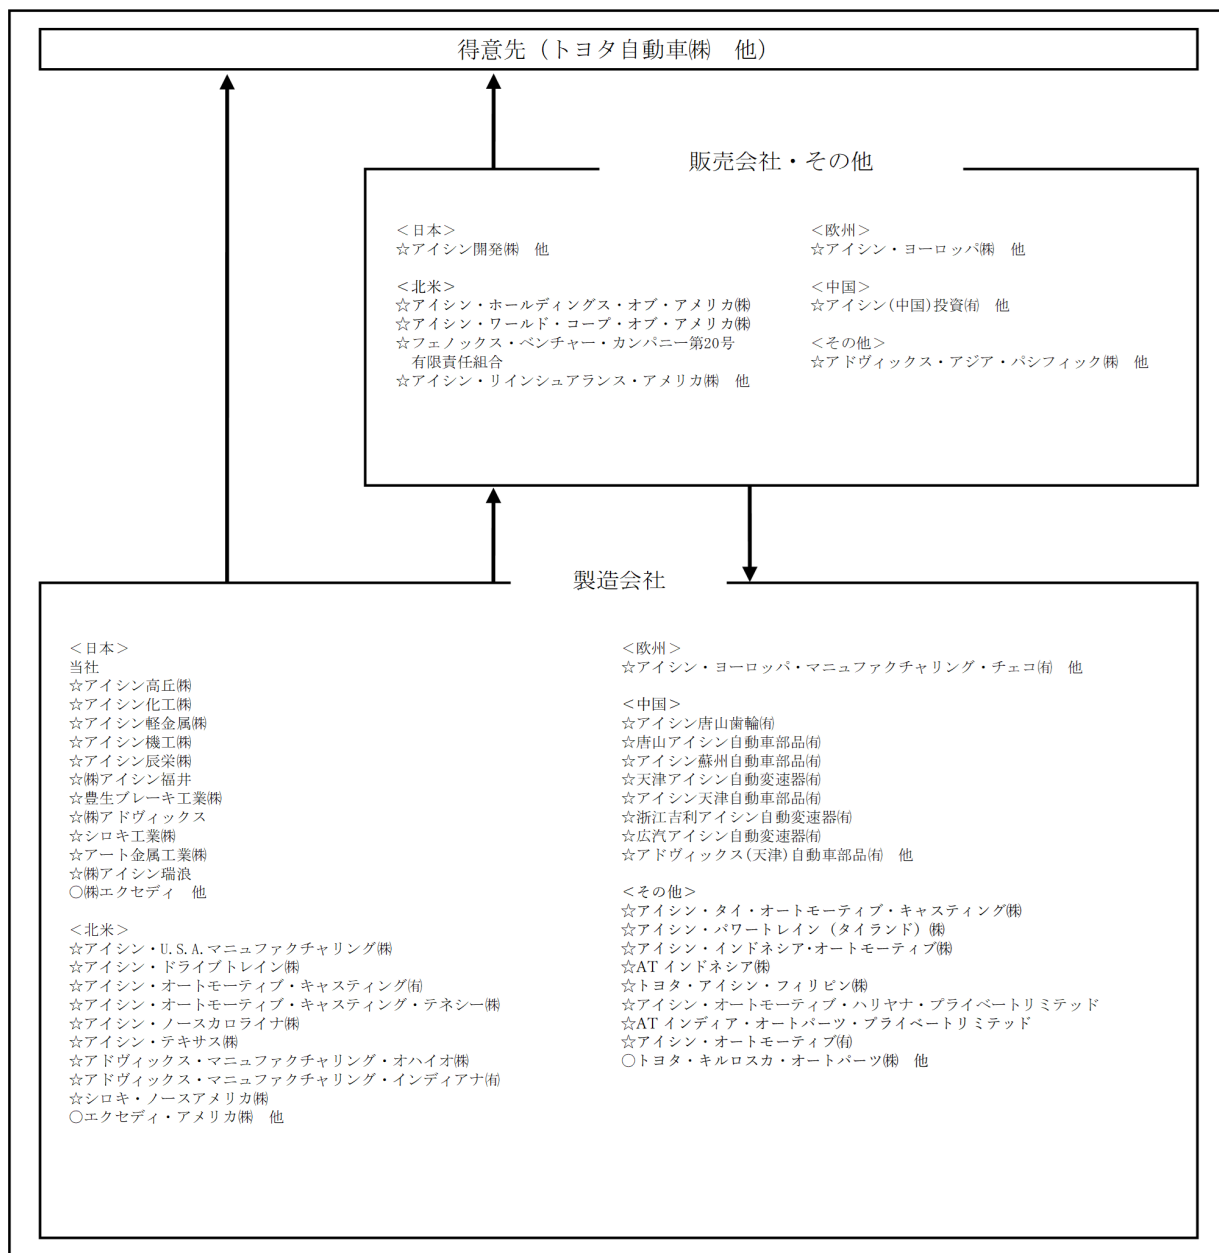 得意先（トヨタ自動車㈱　他）
販売会社・その他
＜日本＞
☆アイシン開発㈱　他
＜北米＞
☆アイシン・ホールディングス・オブ・アメリカ㈱
☆アイシン・ワールド・コープ・オブ・アメリカ㈱
☆フェノックス・ベンチャー・カンパニー第20号
有限責任組合
☆アイシン・リインシュアランス・アメリカ㈱　他
＜欧州＞
☆アイシン・ヨーロッパ㈱　他
＜中国＞
☆アイシン(中国)投資㈲　他
＜その他＞
☆アドヴィックス・アジア・パシフィック㈱　他
製造会社
＜日本＞
当社
☆アイシン高丘㈱
☆アイシン化工㈱
☆アイシン軽金属㈱
☆アイシン機工㈱
☆アイシン辰栄㈱
☆㈱アイシン福井
☆豊生ブレーキ工業㈱
☆㈱アドヴィックス
☆シロキ工業㈱
☆アート金属工業㈱
☆㈱アイシン瑞浪
○㈱エクセディ　他
＜北米＞
☆アイシン・U.S.A.マニュファクチャリング㈱
☆アイシン・ドライブトレイン㈱
☆アイシン・オートモーティブ・キャスティング㈲
☆アイシン・オートモーティブ・キャスティング・テネシー㈱
☆アイシン・ノースカロライナ㈱
☆アイシン・テキサス㈱
☆アドヴィックス・マニュファクチャリング・オハイオ㈱
☆アドヴィックス・マニュファクチャリング・インディアナ㈲
☆シロキ・ノースアメリカ㈱
○エクセディ・アメリカ㈱　他
＜欧州＞
☆アイシン・ヨーロッパ・マニュファクチャリング・チェコ㈲　他
＜中国＞
☆アイシン唐山歯輪㈲
☆唐山アイシン自動車部品㈲
☆アイシン蘇州自動車部品㈲
☆天津アイシン自動変速器㈲
☆アイシン天津自動車部品㈲
☆浙江吉利アイシン自動変速器㈲
☆広汽アイシン自動変速器㈲
☆アドヴィックス(天津)自動車部品㈲　他
＜その他＞
☆アイシン・タイ・オートモーティブ・キャスティング㈱
☆アイシン・パワートレイン（タイランド）㈱
☆アイシン・インドネシア・オートモーティブ㈱
☆AT インドネシア㈱
☆トヨタ・アイシン・フィリピン㈱
☆アイシン・オートモーティブ・ハリヤナ・プライベートリミテッド
☆AT インディア・オートパーツ・プライベートリミテッド
☆アイシン・オートモーティブ㈲
○トヨタ・キルロスカ・オートパーツ㈱　他